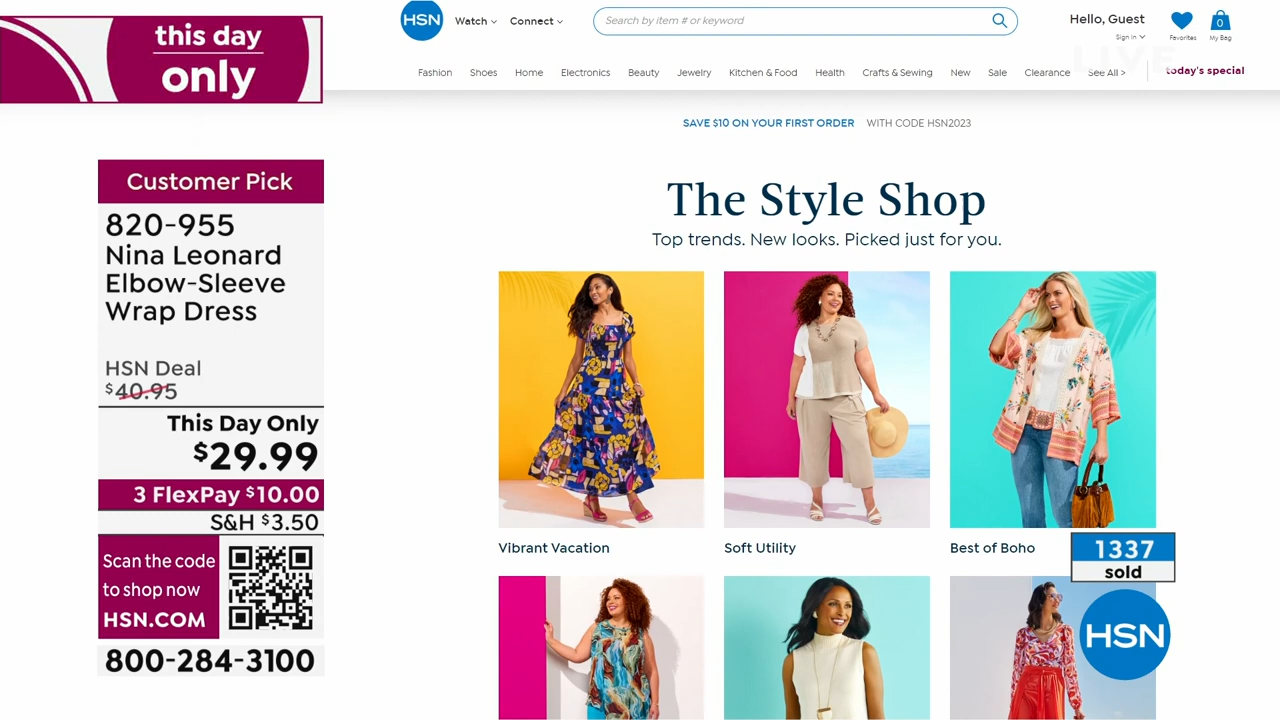 this day
only
Customer Pick
820-955
Nina Leonard
Elbow-Sleeve
Wrap Dress
HSN Deal
$40.95
This Day Only
$29.99
3 FlexPay $10.00
S&H $3.50
Scan the code
to shop now
HSN.COM
800-284-3100
HSN
Watch
Connect
Search by item # or keyword
Hello, Guest
Sign in
Favorites
0
My Bag
LIVE
Fashion Shoes Home Electronics Beauty Jewelry Kitchen & Food Health Crafts & Sewing New Sale Clearance See All >
today's special
SAVE $10 ON YOUR FIRST ORDER WITH CODE HSN2023
The Style Shop
Top trends. New looks. Picked just for you.
Vibrant Vacation
Soft Utility
Best of Boho
1337
sold
HSN